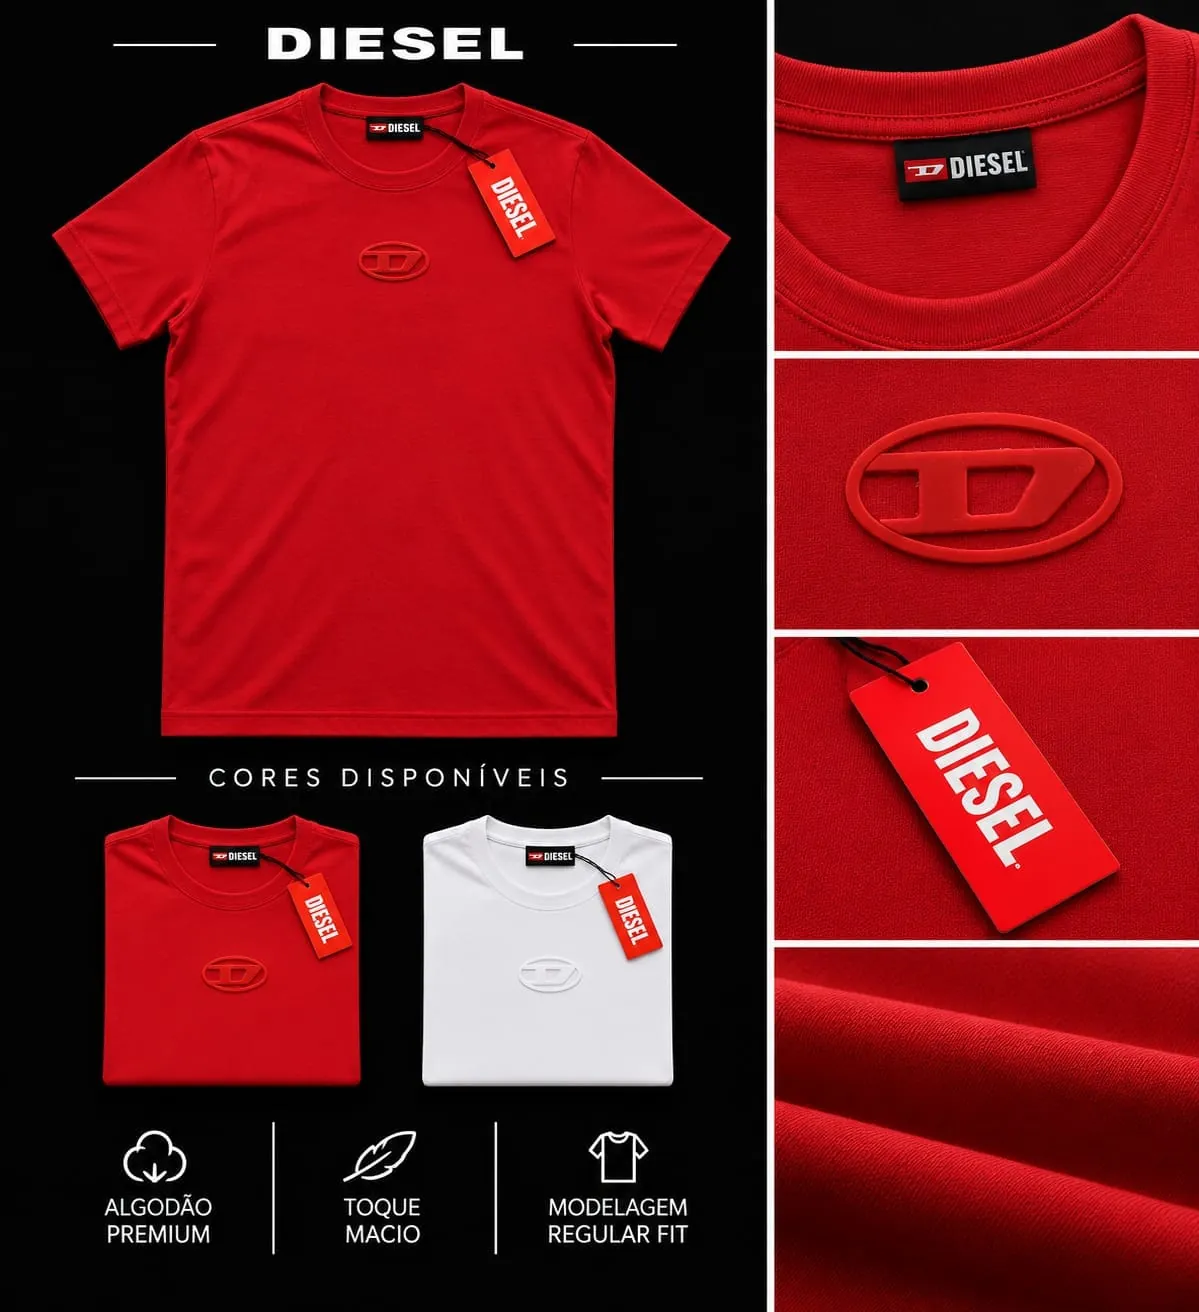 DIESEL
DIESEL
DIESEL
CORES DISPONÍVEIS
DIESEL
DIESEL
DIESEL
DIESEL
ALGODÃO
PREMIUM
TOQUE
MACIO
MODELAGEM
REGULAR FIT
DIESEL
DIESEL